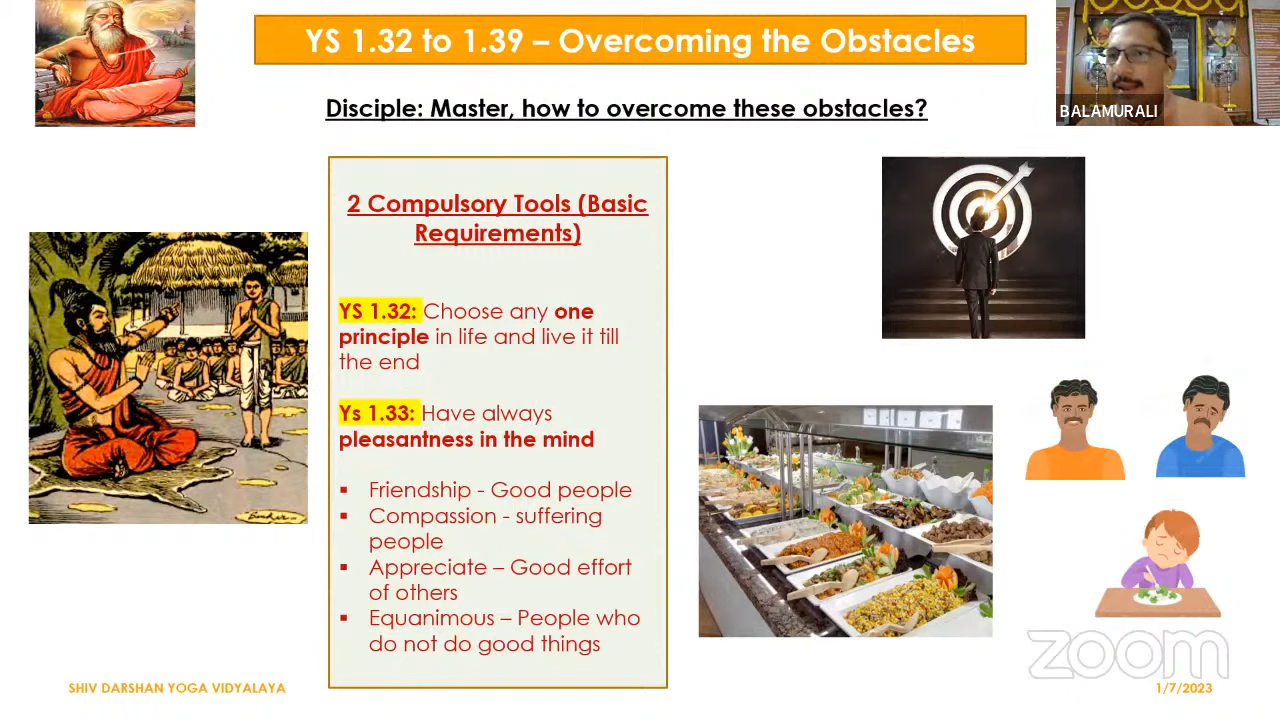 YS 1.32 to 1.39 – Overcoming the Obstacles
Disciple: Master, how to overcome these obstacles?
BALAMURALI
2 Compulsory Tools (Basic
Requirements)
YS 1.32: Choose any one
principle in life and live it till
the end
Ys 1.33: Have always
pleasantness in the mind
▪ Friendship - Good people
▪ Compassion - suffering
people
▪ Appreciate – Good effort
of others
▪ Equanimous – People who
do not do good things
zoom
SHIV DARSHAN YOGA VIDYALAYA
1/7/2023